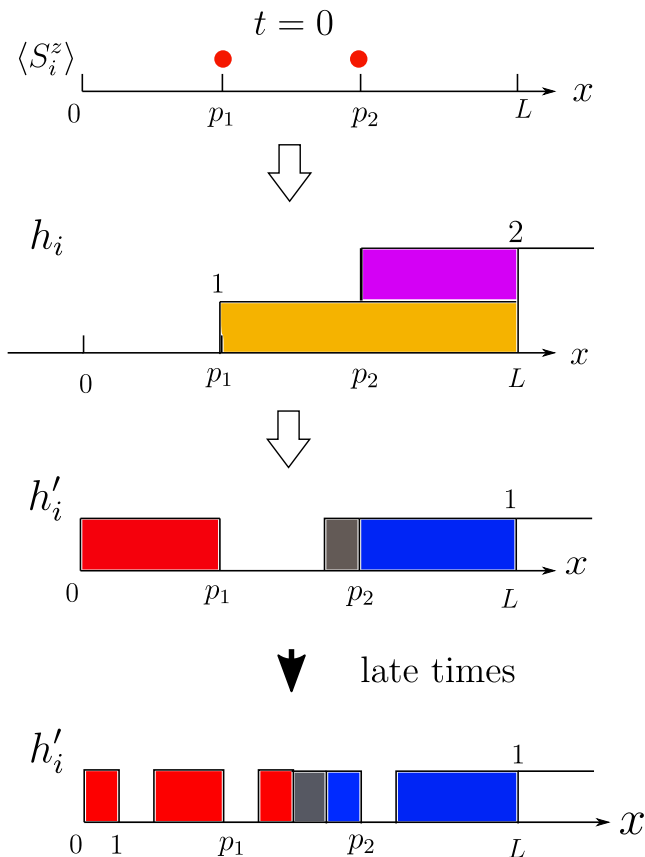 t = 0
⟨S_i^z⟩
0 p_1 p_2 L x
h_i
1 2
0 p_1 p_2 L x
h'_i
1
0 p_1 p_2 L x
late times
h'_i
1
0 1 p_1 p_2 L x